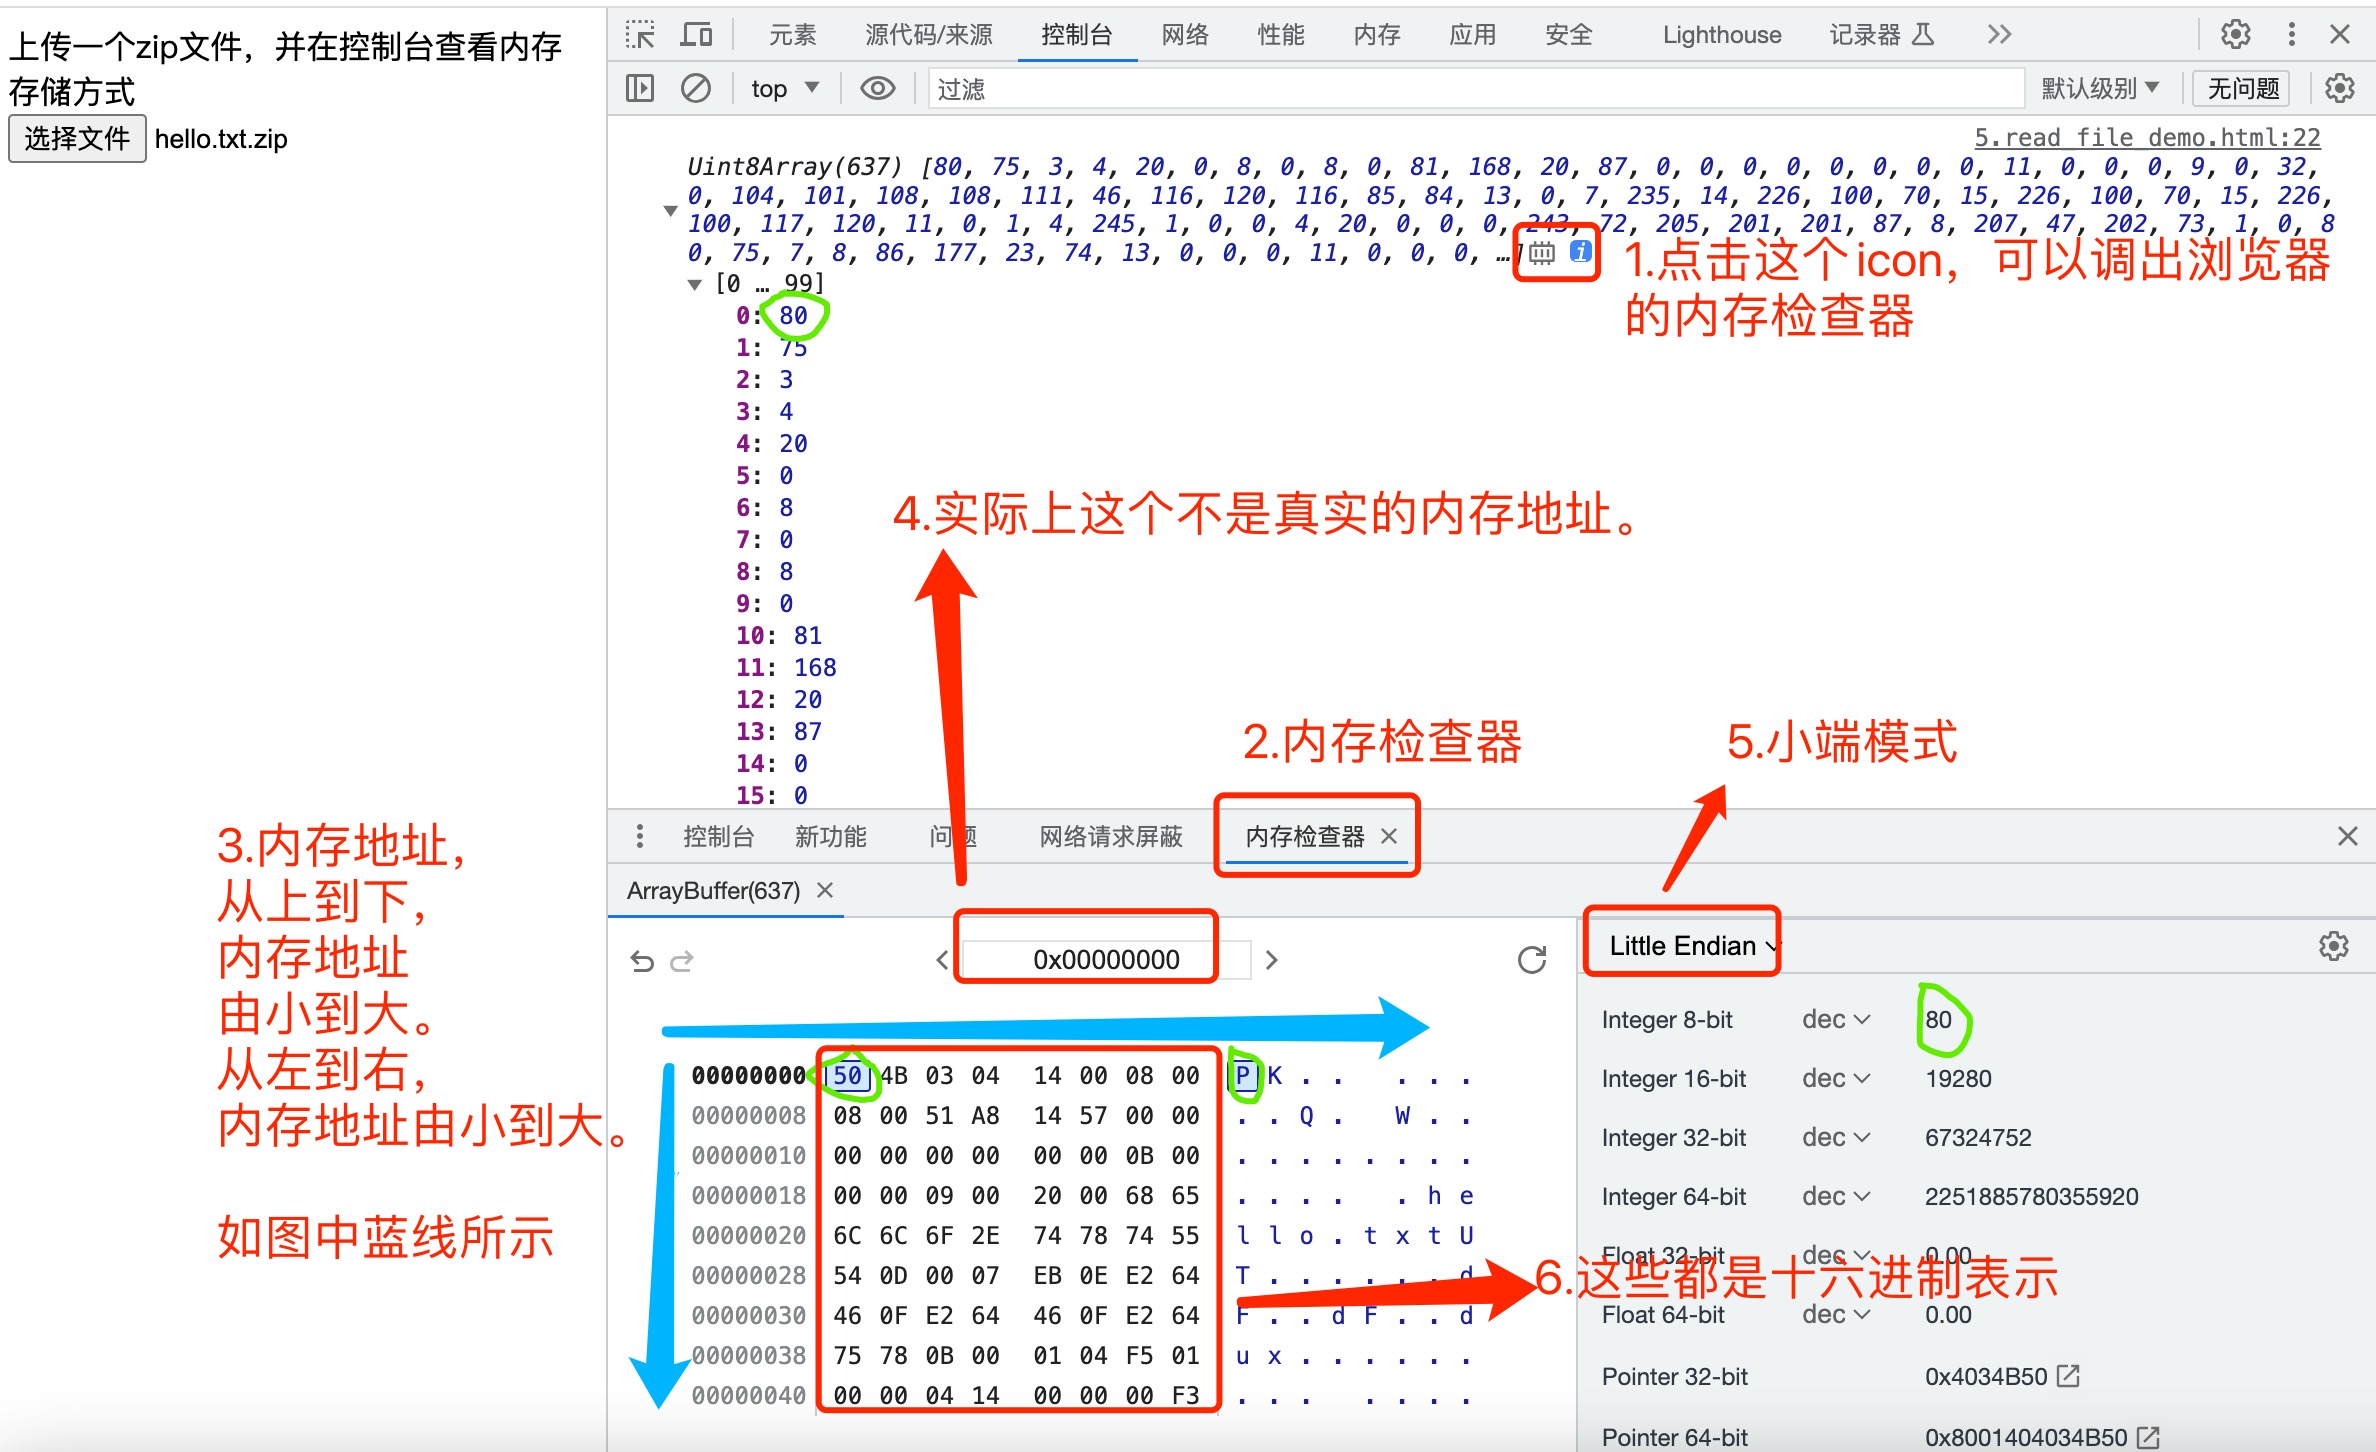 上传一个zip文件，并在控制台查看内存
存储方式
选择文件 hello.txt.zip
元素 源代码/来源 控制台 网络 性能 内存 应用 安全 Lighthouse 记录器
top 过滤 默认级别 无问题
5.read_file_demo.html:22
Uint8Array(637) [80, 75, 3, 4, 20, 0, 8, 0, 8, 0, 81, 168, 20, 87, 0, 0, 0, 0, 0, 0, 0, 0, 11, 0, 0, 0, 9, 0, 32,
0, 104, 101, 108, 108, 111, 46, 116, 120, 116, 85, 84, 13, 0, 7, 235, 14, 226, 100, 70, 15, 226, 100, 70, 15, 226,
100, 117, 120, 11, 0, 1, 4, 245, 1, 0, 0, 4, 20, 0, 0, 0, 243, 72, 205, 201, 201, 87, 8, 207, 47, 202, 73, 1, 0, 8
0, 75, 7, 8, 86, 177, 23, 74, 13, 0, 0, 0, 11, 0, 0, 0, …]
1.点击这个icon，可以调出浏览器
的内存检查器
[0 … 99]
0: 80
1: 75
2: 3
3: 4
4: 20
5: 0
6: 8
7: 0
8: 8
9: 0
10: 81
11: 168
12: 20
13: 87
14: 0
15: 0
4.实际上这个不是真实的内存地址。
2.内存检查器
5.小端模式
3.内存地址，
从上到下，
内存地址
由小到大。
从左到右，
内存地址由小到大。
如图中蓝线所示
控制台 新功能 问题 网络请求屏蔽 内存检查器
ArrayBuffer(637)
0x00000000
00000000 50 4B 03 04 14 00 08 00 P K . . . . . .
00000008 08 00 51 A8 14 57 00 00 . . Q . W . .
00000010 00 00 00 00 00 00 0B 00 . . . . . . . .
00000018 00 00 09 00 20 00 68 65 . . . . . h e
00000020 6C 6C 6F 2E 74 78 74 55 l l o . t x t U
00000028 54 0D 00 07 EB 0E E2 64 T . . . . . . d
00000030 46 0F E2 64 46 0F E2 64 F . . d F . . d
00000038 75 78 0B 00 01 04 F5 01 u x . . . . . .
00000040 00 00 04 14 00 00 00 F3 . . . . . . .
Little Endian
Integer 8-bit dec 80
Integer 16-bit dec 19280
Integer 32-bit dec 67324752
Integer 64-bit dec 2251885780355920
Float 32-bit dec 0.00
6.这些都是十六进制表示
Float 64-bit dec 0.00
Pointer 32-bit 0x4034B50
Pointer 64-bit 0x8001404034B50